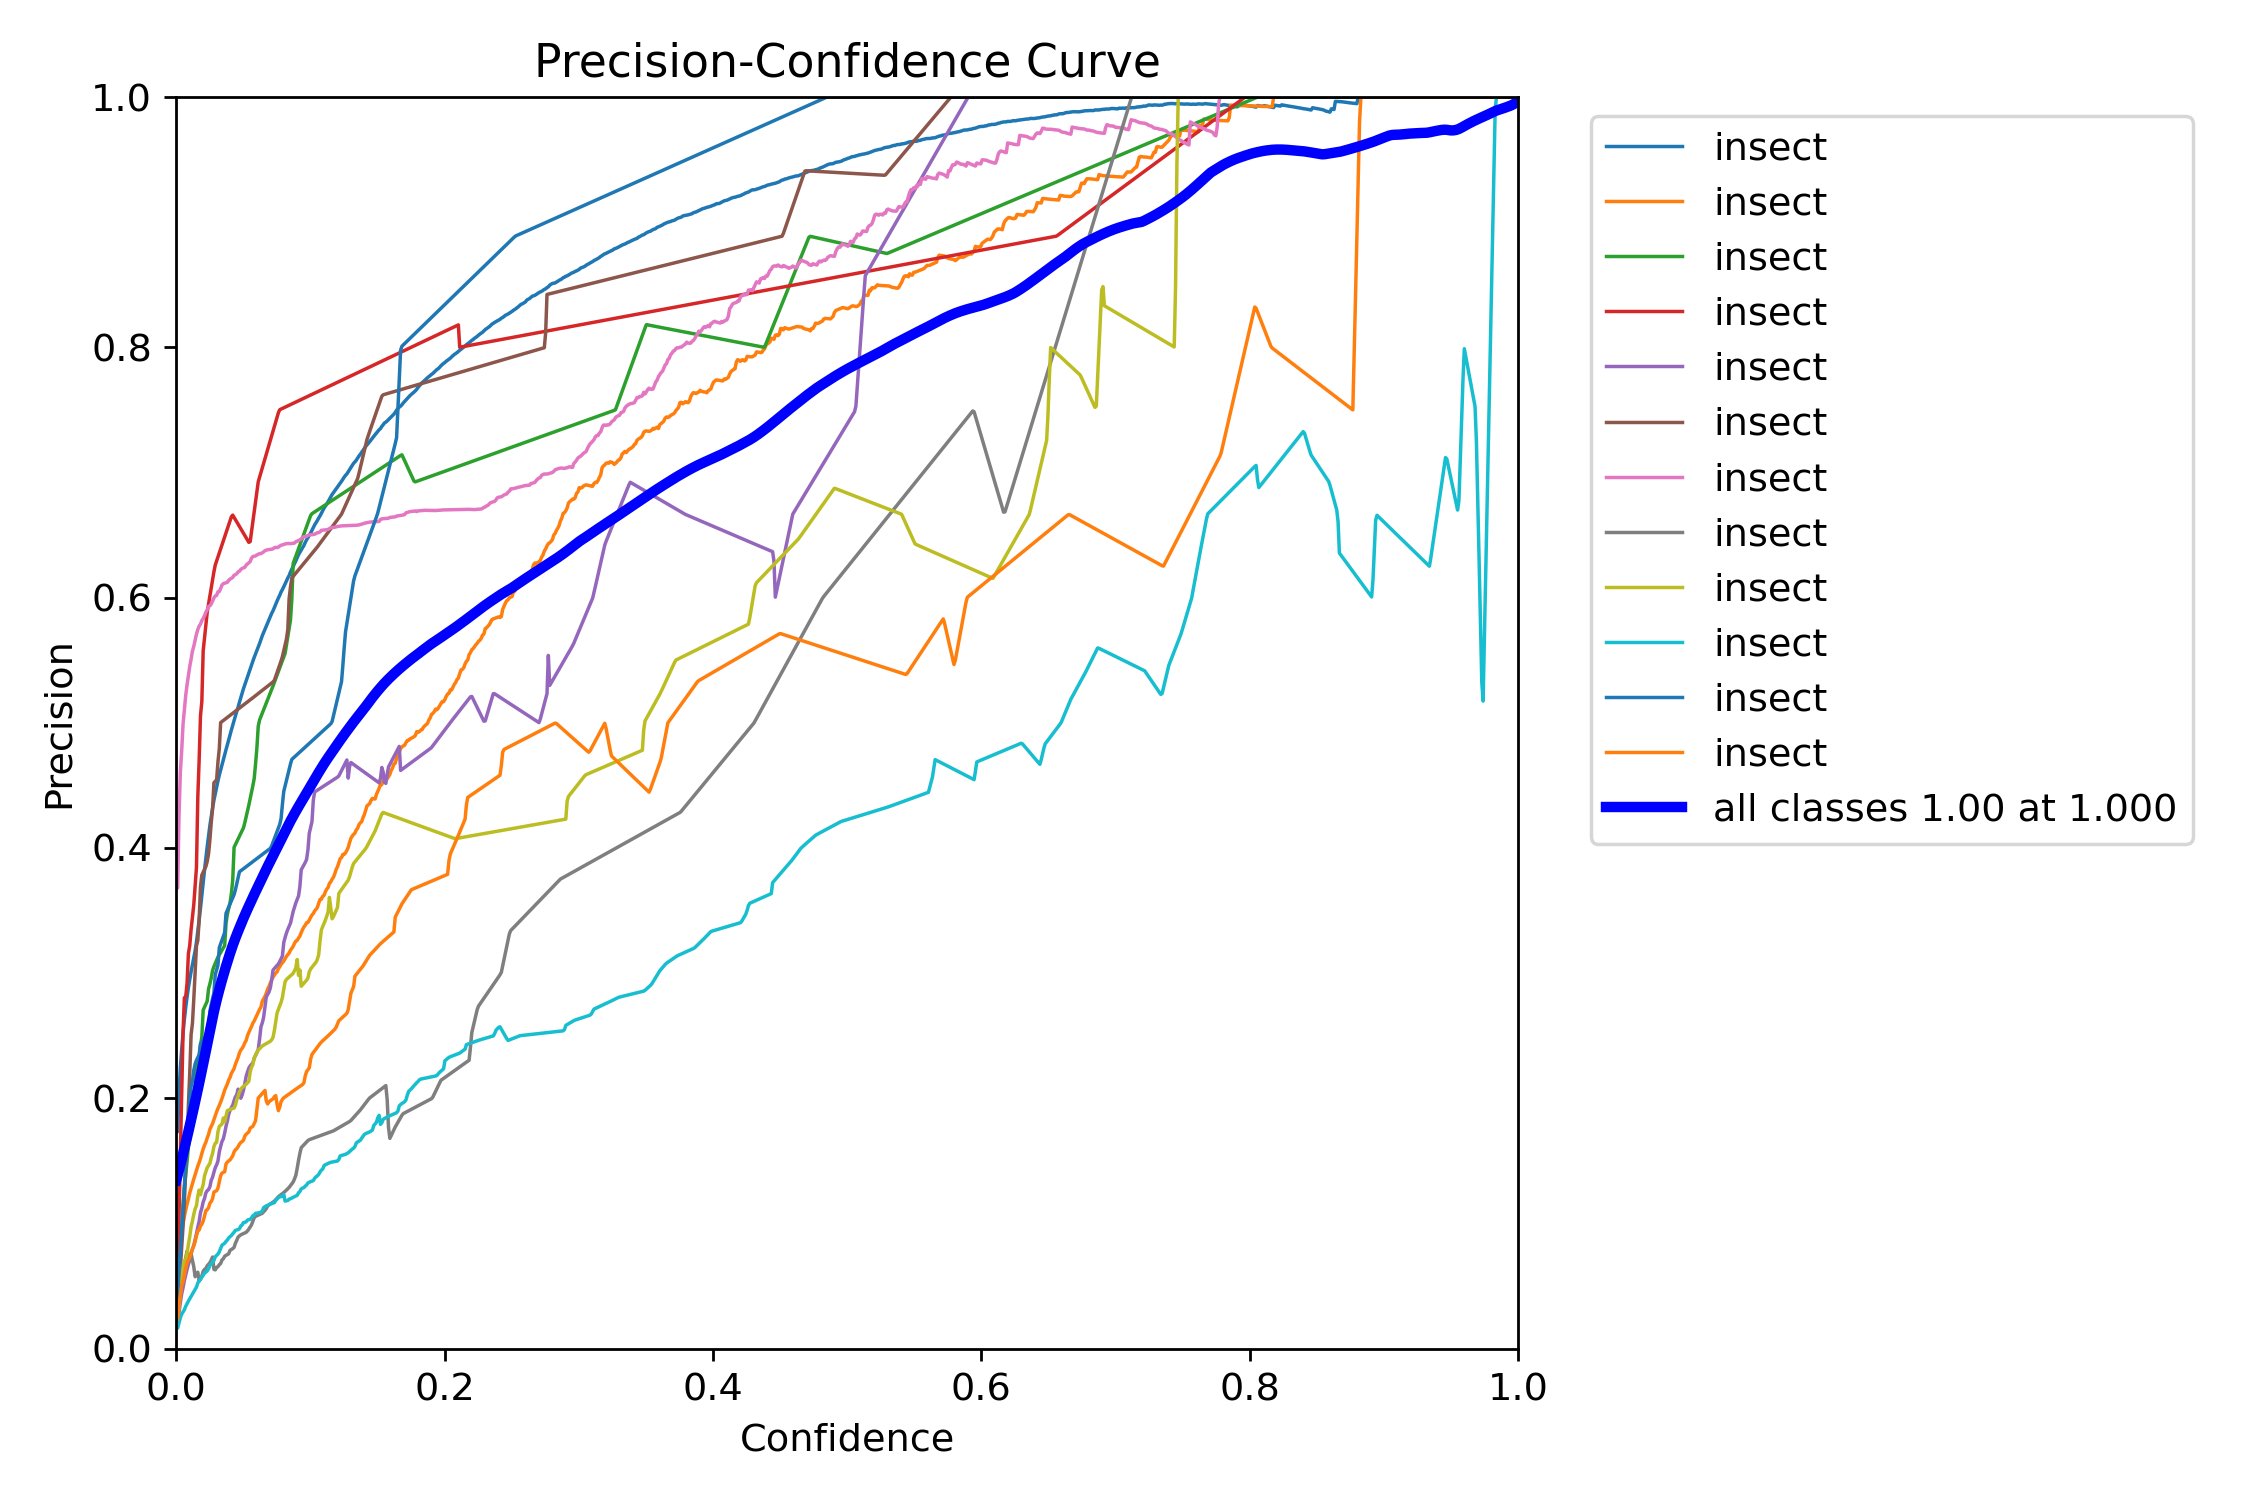 Precision-Confidence Curve
1.0
0.8
0.6
0.4
0.2
0.0
Precision
0.0 0.2 0.4 0.6 0.8 1.0
Confidence
insect
insect
insect
insect
insect
insect
insect
insect
insect
insect
insect
insect
all classes 1.00 at 1.000